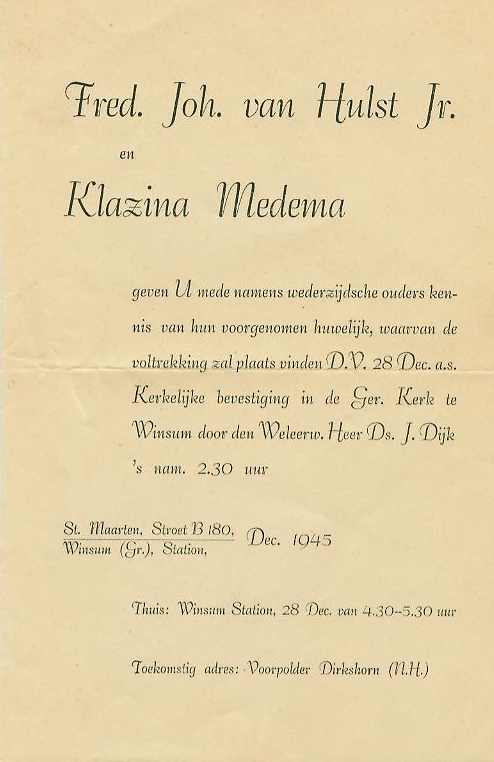 Fred. Joh. van Hulst Jr.
en
Klazina Medema
geven U mede namens wederzijdsche ouders ken-
nis van hun voorgenomen huwelijk, waarvan de
voltrekking zal plaats vinden D.V. 28 Dec. a.s.
Kerkelijke bevestiging in de Ger. Kerk te
Winsum door den Weleerw. Heer Ds. J. Dijk
's nam. 2.30 uur
St. Maarten, Stroet B 180,
Winsum (Gr.), Station,
Dec. 1945
Thuis: Winsum Station, 28 Dec. van 4.30-5.30 uur
Toekomstig adres: Voorpolder Dirkshorn (N.H.)